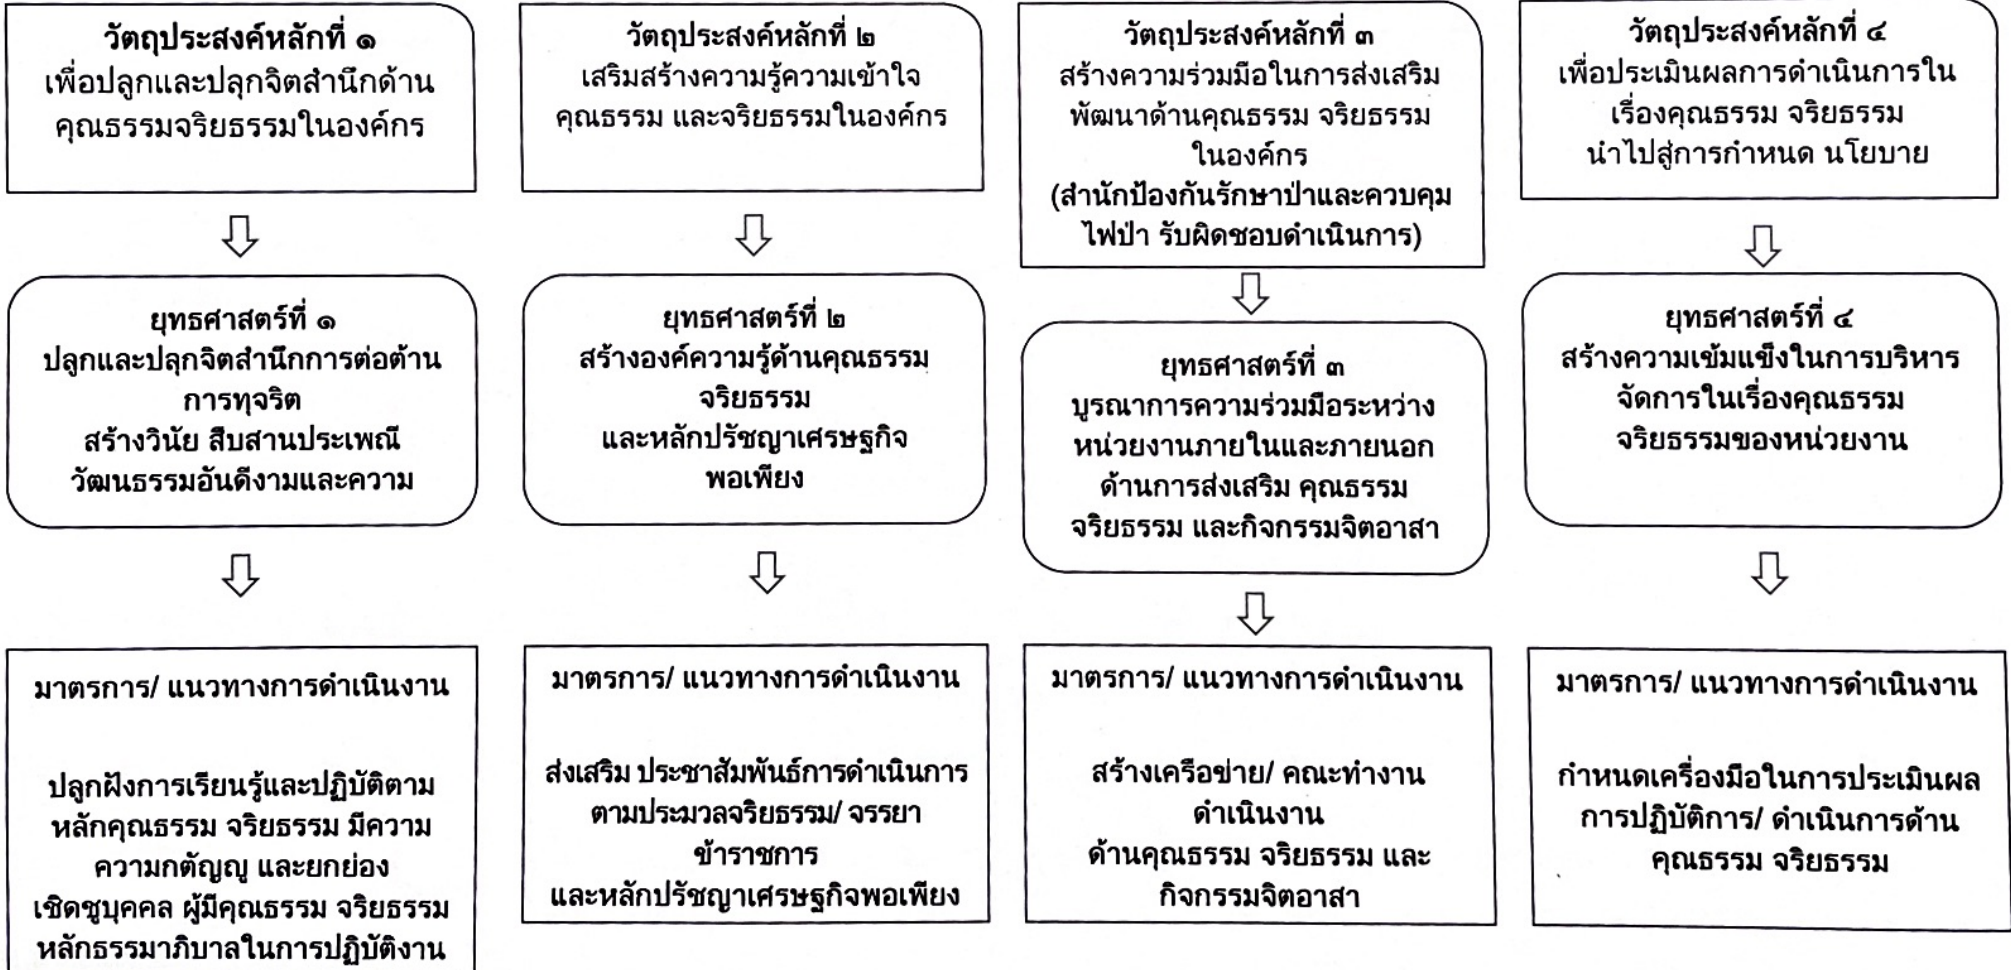 วัตถุประสงค์หลักที่ ๑
เพื่อปลูกและปลุกจิตสำนึกด้าน
คุณธรรมจริยธรรมในองค์กร
วัตถุประสงค์หลักที่ ๒
เสริมสร้างความรู้ความเข้าใจ
คุณธรรม และจริยธรรมในองค์กร
วัตถุประสงค์หลักที่ ๓
สร้างความร่วมมือในการส่งเสริม
พัฒนาด้านคุณธรรม จริยธรรม
ในองค์กร
(สำนักป้องกันรักษาป่าและควบคุม
ไฟป่า รับผิดชอบดำเนินการ)
วัตถุประสงค์หลักที่ ๔
เพื่อประเมินผลการดำเนินการใน
เรื่องคุณธรรม จริยธรรม
นำไปสู่การกำหนด นโยบาย
ยุทธศาสตร์ที่ ๑
ปลูกและปลุกจิตสำนึกการต่อต้าน
การทุจริต
สร้างวินัย สืบสานประเพณี
วัฒนธรรมอันดีงามและความ
ยุทธศาสตร์ที่ ๒
สร้างองค์ความรู้ด้านคุณธรรม
จริยธรรม
และหลักปรัชญาเศรษฐกิจ
พอเพียง
ยุทธศาสตร์ที่ ๓
บูรณาการความร่วมมือระหว่าง
หน่วยงานภายในและภายนอก
ด้านการส่งเสริม คุณธรรม
จริยธรรม และกิจกรรมจิตอาสา
ยุทธศาสตร์ที่ ๔
สร้างความเข้มแข็งในการบริหาร
จัดการในเรื่องคุณธรรม
จริยธรรมของหน่วยงาน
มาตรการ/ แนวทางการดำเนินงาน
ปลูกฝังการเรียนรู้และปฏิบัติตาม
หลักคุณธรรม จริยธรรม มีความ
ความกตัญญู และยกย่อง
เชิดชูบุคคล ผู้มีคุณธรรม จริยธรรม
หลักธรรมาภิบาลในการปฏิบัติงาน
มาตรการ/ แนวทางการดำเนินงาน
ส่งเสริม ประชาสัมพันธ์การดำเนินการ
ตามประมวลจริยธรรม/ จรรยา
ข้าราชการ
และหลักปรัชญาเศรษฐกิจพอเพียง
มาตรการ/ แนวทางการดำเนินงาน
สร้างเครือข่าย/ คณะทำงาน
ดำเนินงาน
ด้านคุณธรรม จริยธรรม และ
กิจกรรมจิตอาสา
มาตรการ/ แนวทางการดำเนินงาน
กำหนดเครื่องมือในการประเมินผล
การปฏิบัติการ/ ดำเนินการด้าน
คุณธรรม จริยธรรม